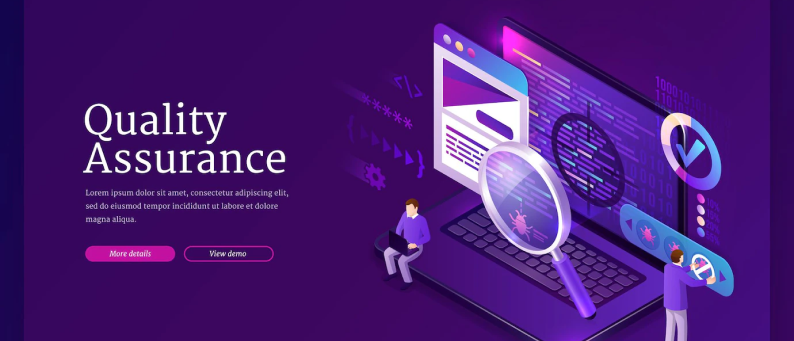 Quality
Assurance
Lorem ipsum dolor sit amet, consectetur adipiscing elit,
sed do eiusmod tempor incididunt ut labore et dolore
magna aliqua.
More details
View demo